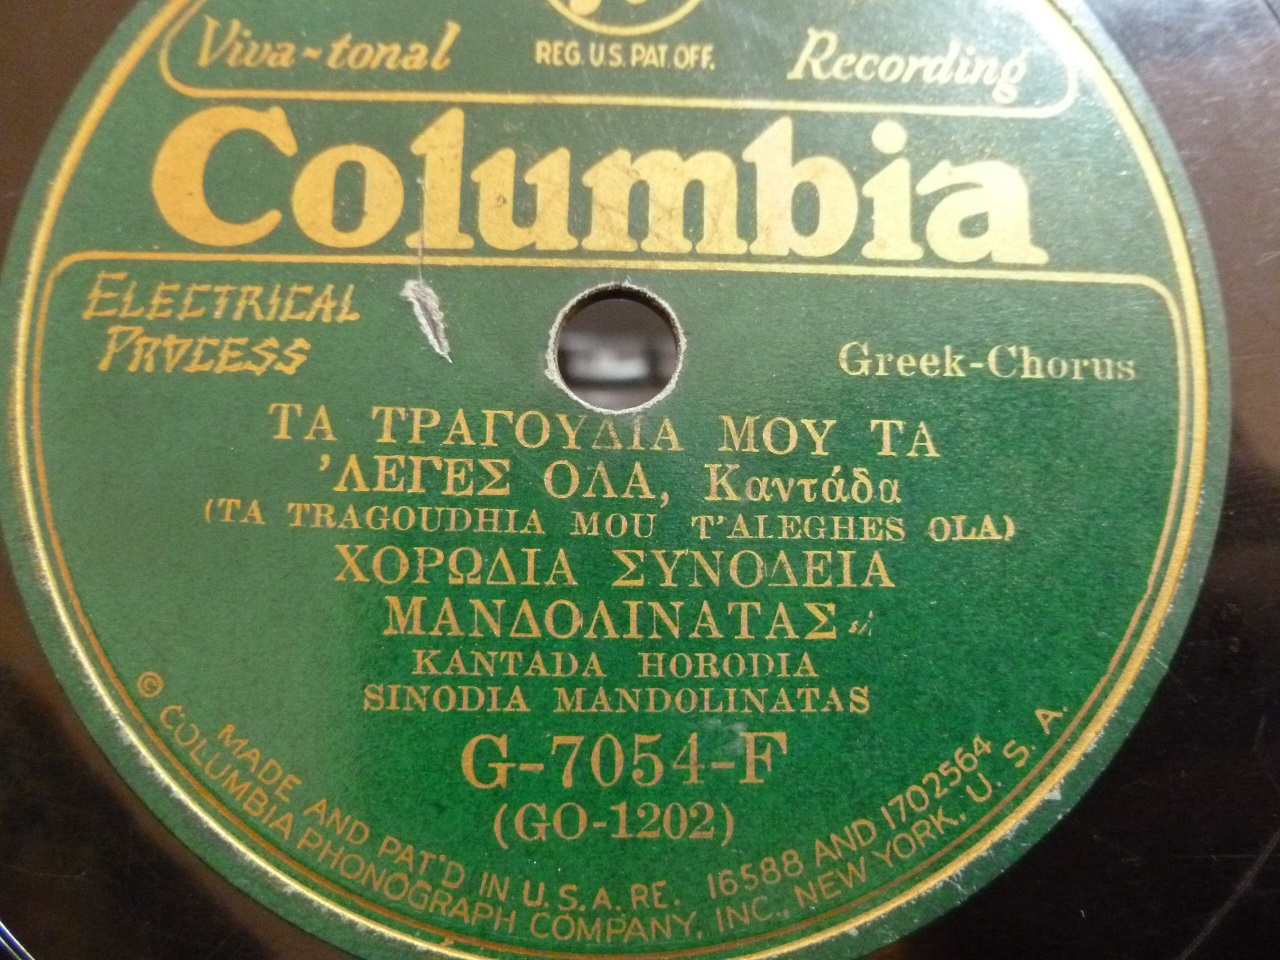 Viva-tonal REG. U.S. PAT. OFF. Recording
Columbia
ELECTRICAL
PROCESS
Greek-Chorus
ΤΑ ΤΡΑΓΟΥΔΙΑ ΜΟΥ ΤΑ
'ΛΕΓΕΣ ΟΛΑ, Καντάδα
(TA TRAGOUDHIA MOU T'ALEGHES OLA)
ΧΟΡΩΔΙΑ ΣΥΝΟΔΕΙΑ
ΜΑΝΔΟΛΙΝΑΤΑΣ
KANTADA HORODIA
SINODIA MANDOLINATAS
G-7054-F
(GO-1202)
MADE AND PAT'D IN U.S.A. RE. 16588 AND 1702564
© COLUMBIA PHONOGRAPH COMPANY, INC., NEW YORK, U. S. A.